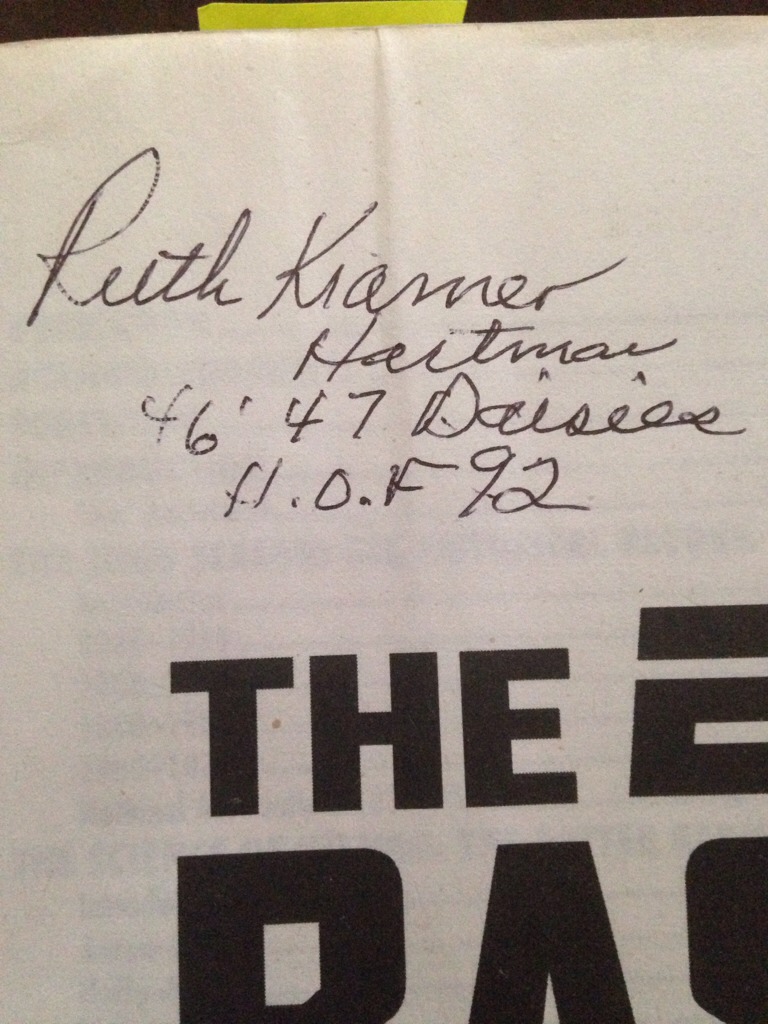 Ruth Kramer
Hartman
46' 47 Daisies
H.O.F 92
THE